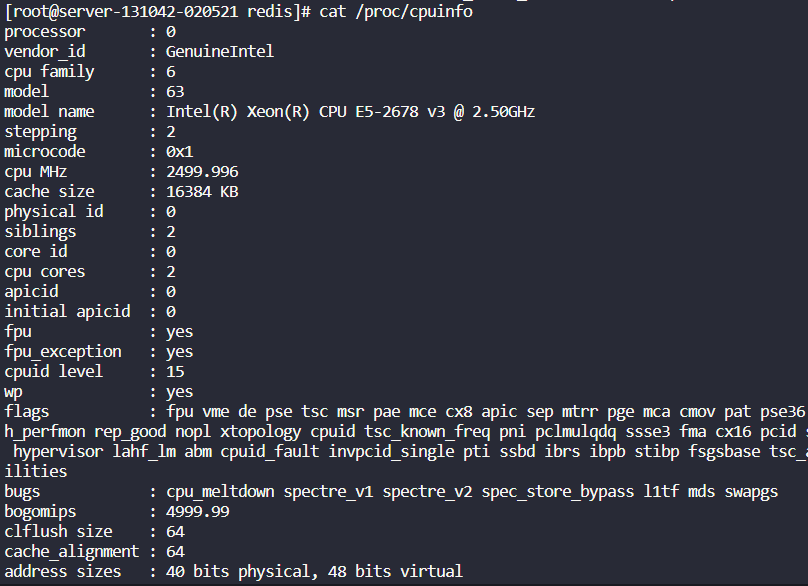 [root@server-131042-020521 redis]# cat /proc/cpuinfo
processor : 0
vendor_id : GenuineIntel
cpu family : 6
model : 63
model name : Intel(R) Xeon(R) CPU E5-2678 v3 @ 2.50GHz
stepping : 2
microcode : 0x1
cpu MHz : 2499.996
cache size : 16384 KB
physical id : 0
siblings : 2
core id : 0
cpu cores : 2
apicid : 0
initial apicid : 0
fpu : yes
fpu_exception : yes
cpuid level : 15
wp : yes
flags : fpu vme de pse tsc msr pae mce cx8 apic sep mtrr pge mca cmov pat pse36
h_perfmon rep_good nopl xtopology cpuid tsc_known_freq pni pclmulqdq ssse3 fma cx16 pcid
hypervisor lahf_lm abm cpuid_fault invpcid_single pti ssbd ibrs ibpb stibp fsgsbase tsc_a
ilities
bugs : cpu_meltdown spectre_v1 spectre_v2 spec_store_bypass l1tf mds swapgs
bogomips : 4999.99
clflush size : 64
cache_alignment : 64
address sizes : 40 bits physical, 48 bits virtual